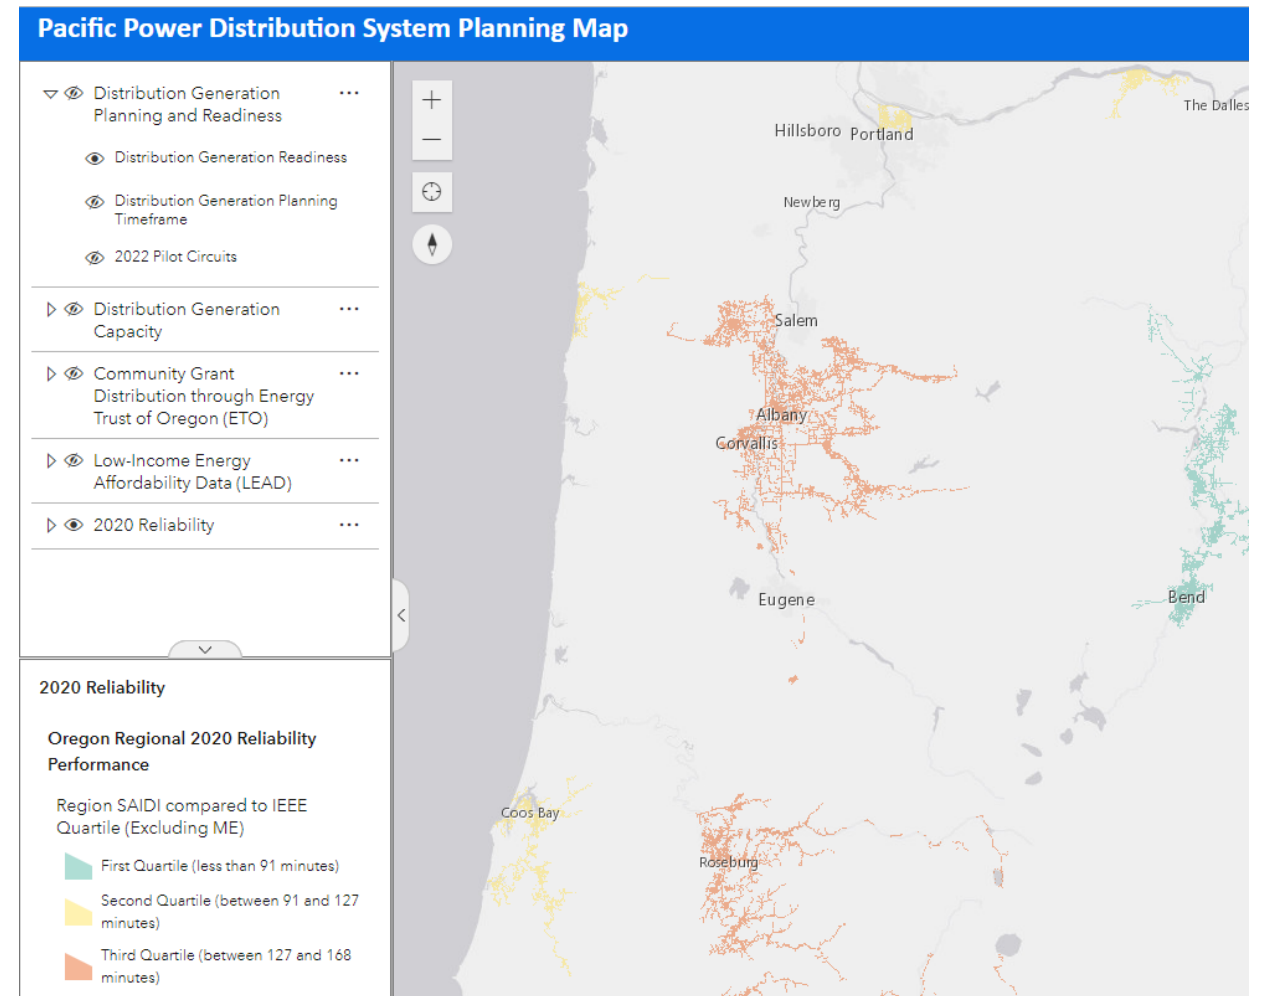 Pacific Power Distribution System Planning Map
Distribution Generation
Planning and Readiness
Distribution Generation Readiness
Distribution Generation Planning
Timeframe
2022 Pilot Circuits
Distribution Generation
Capacity
Community Grant
Distribution through Energy
Trust of Oregon (ETO)
Low-Income Energy
Affordability Data (LEAD)
2020 Reliability
2020 Reliability
Oregon Regional 2020 Reliability
Performance
Region SAIDI compared to IEEE
Quartile (Excluding ME)
First Quartile (less than 91 minutes)
Second Quartile (between 91 and 127
minutes)
Third Quartile (between 127 and 168
minutes)
The Dalles
Hillsboro
Portland
Newberg
Salem
Albany
Corvallis
Eugene
Bend
Coos Bay
Roseburg